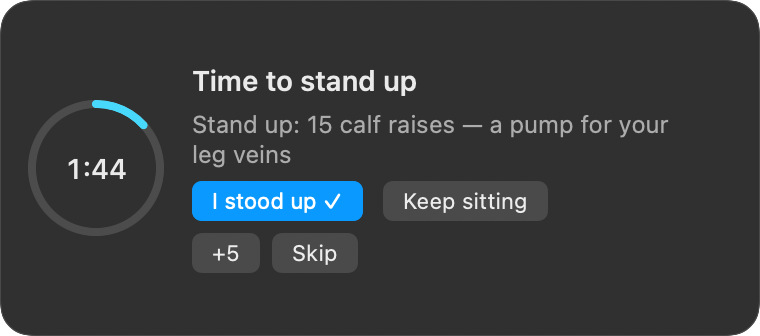 Time to stand up
Stand up: 15 calf raises — a pump for your
leg veins
1:44
I stood up ✓
Keep sitting
+5
Skip